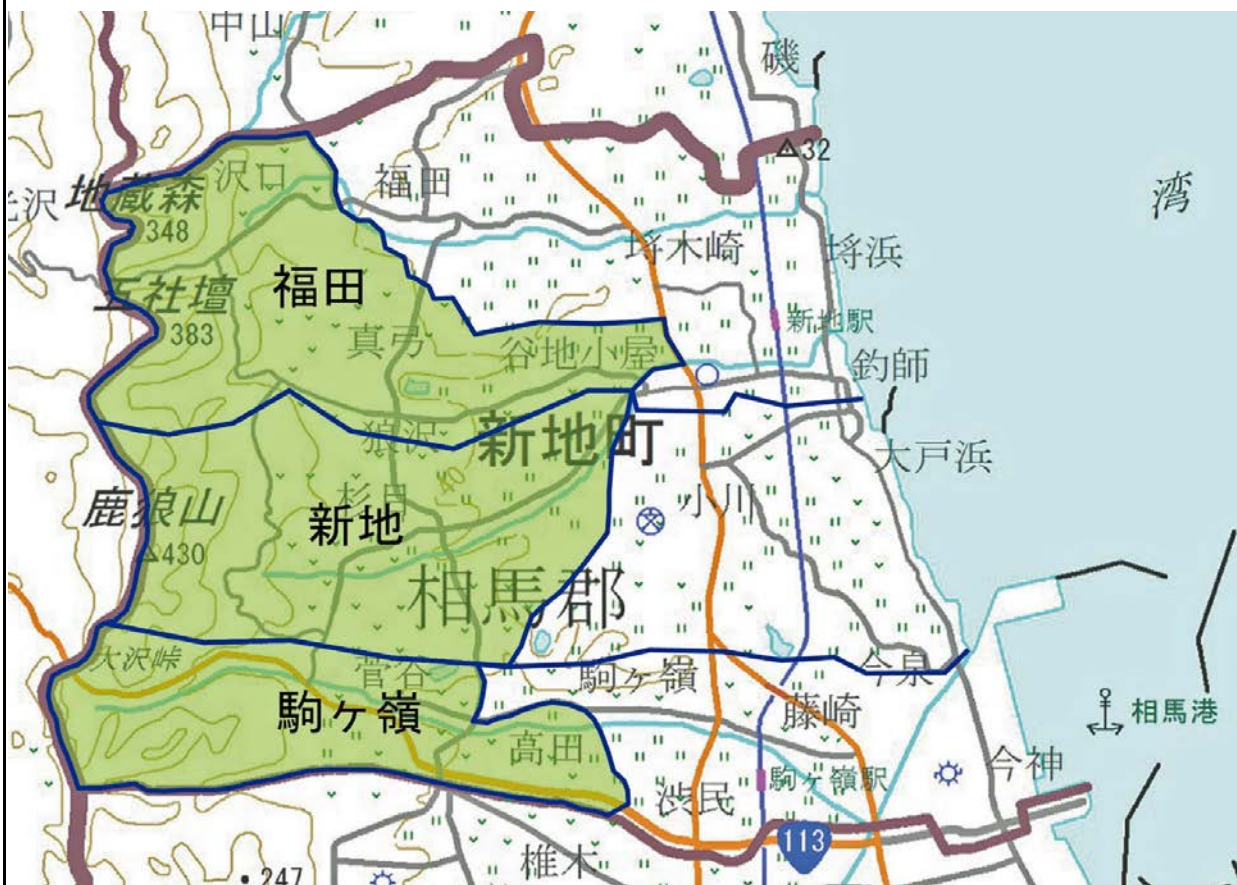 中山
磯
32
沢口
福田
地蔵森
348
湾
埓木崎
埓浜
福田
五社壇
383
新地駅
真弓
谷地小屋
釣師
狼沢
新地町
大戸浜
鹿狼山
杉目
小川
430
新地
相馬郡
大沢峠
菅谷
駒ヶ嶺
今泉
駒ヶ嶺
藤崎
相馬港
高田
今神
渋民
駒ヶ嶺駅
113
椎木
247